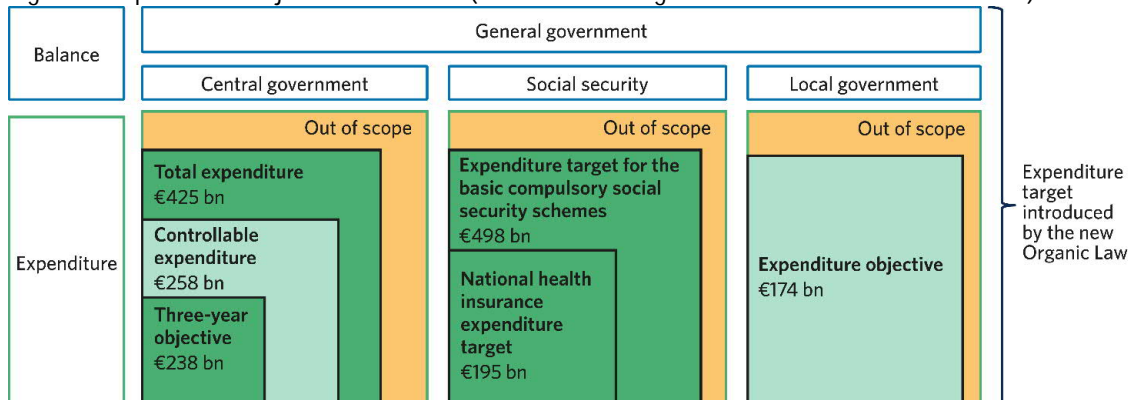 Balance
General government
Central government
Social security
Local government
Expenditure
Out of scope
Total expenditure
€425 bn
Controllable
expenditure
€258 bn
Three-year
objective
€238 bn
Out of scope
Expenditure target for the
basic compulsory social
security schemes
€498 bn
National health
insurance
expenditure
target
€195 bn
Out of scope
Expenditure objective
€174 bn
Expenditure
target
introduced
by the new
Organic Law